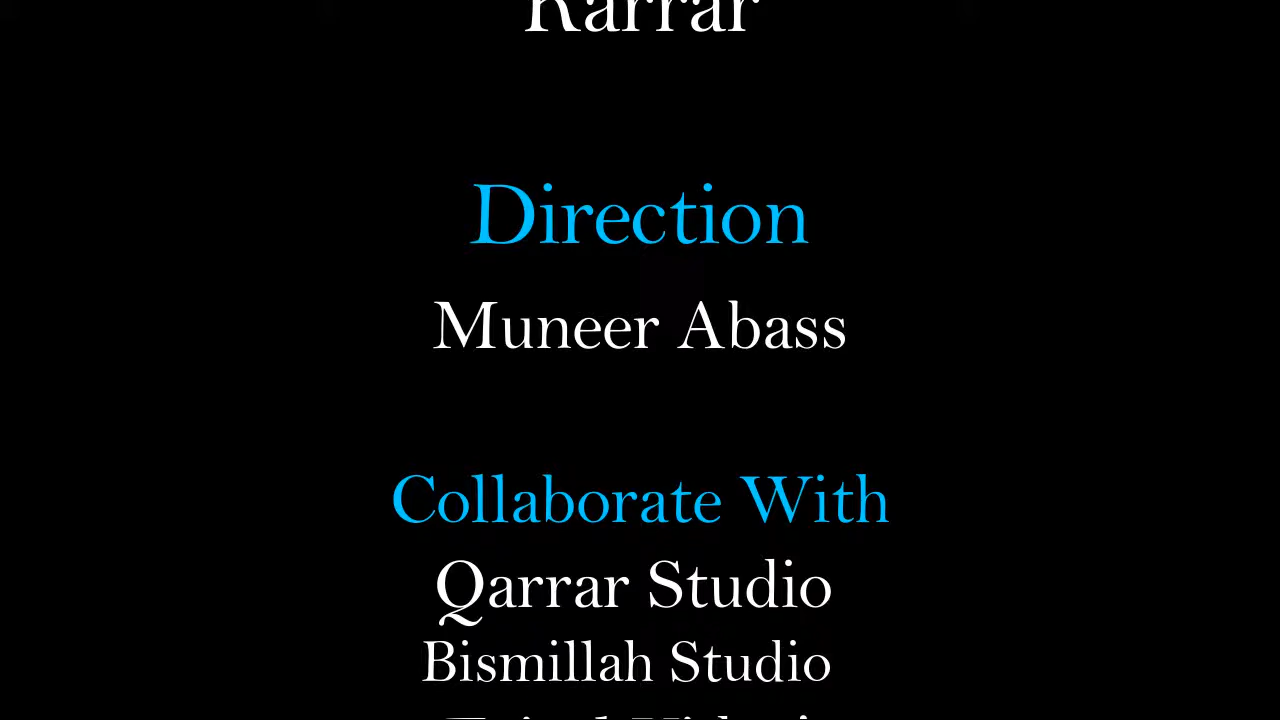 Karrar
Direction
Muneer Abass
Collaborate With
Qarrar Studio
Bismillah Studio